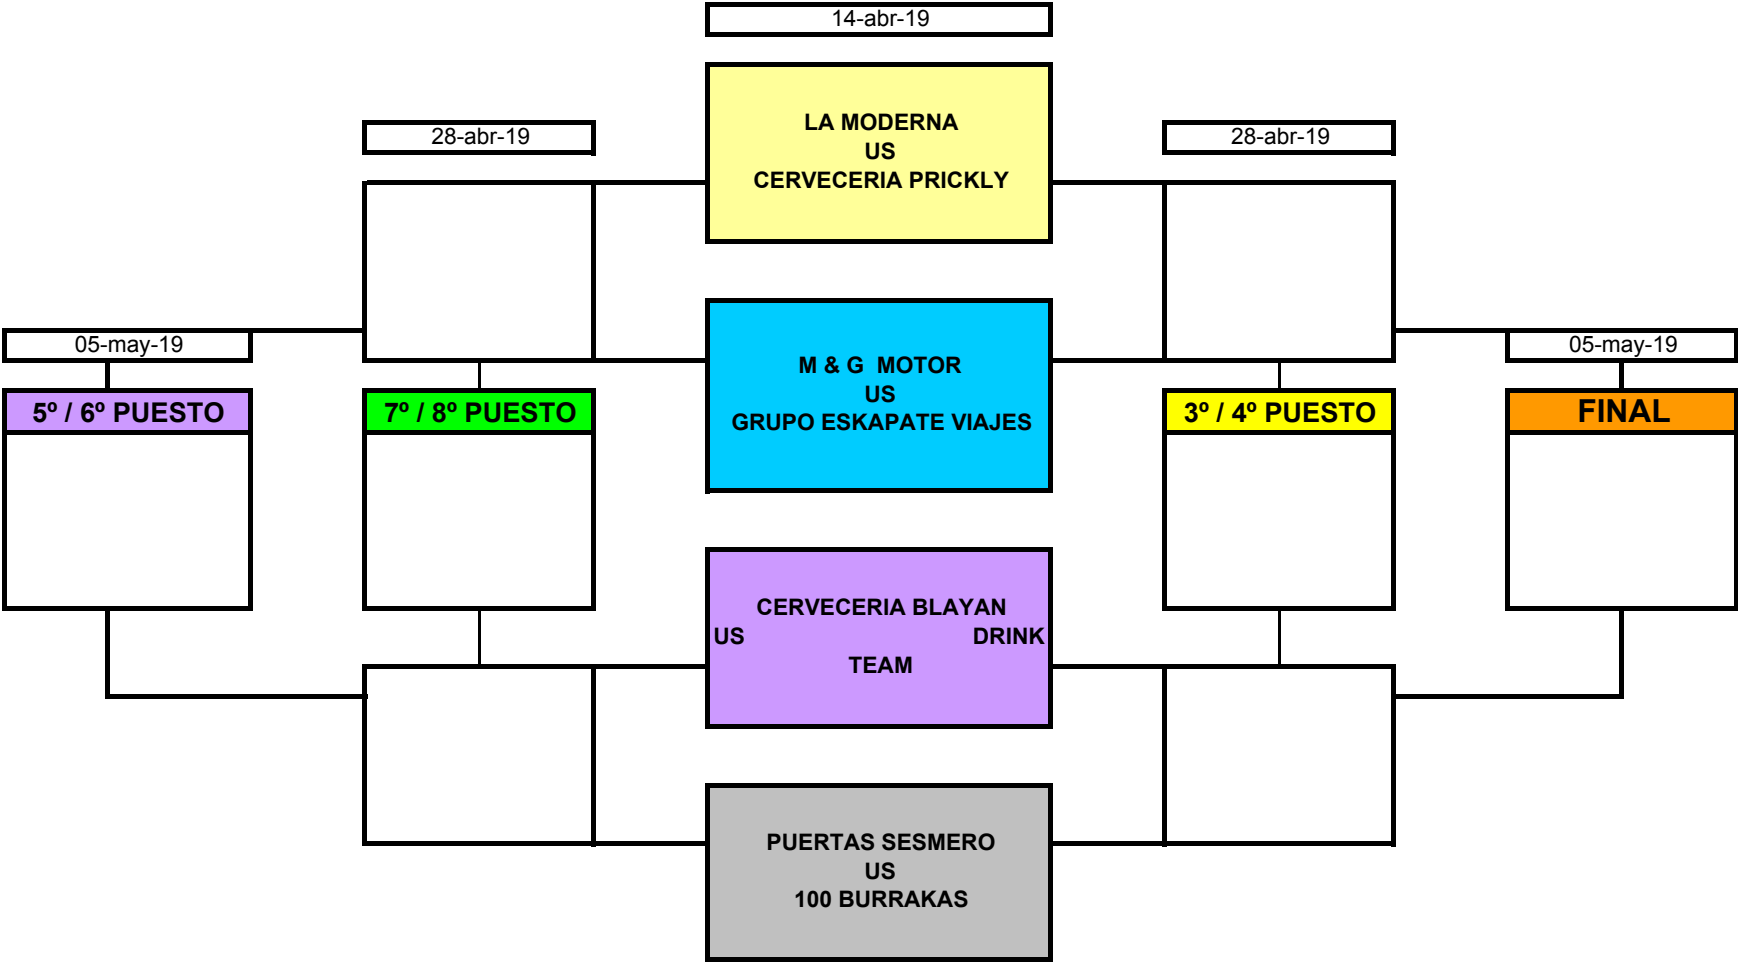 14-abr-19
LA MODERNA
US
CERVECERIA PRICKLY
28-abr-19
28-abr-19
M & G  MOTOR
US
GRUPO ESKAPATE VIAJES
05-may-19
05-may-19
5º / 6º PUESTO
7º / 8º PUESTO
3º / 4º PUESTO
FINAL
CERVECERIA BLAYAN
US DRINK
TEAM
PUERTAS SESMERO
US
100 BURRAKAS